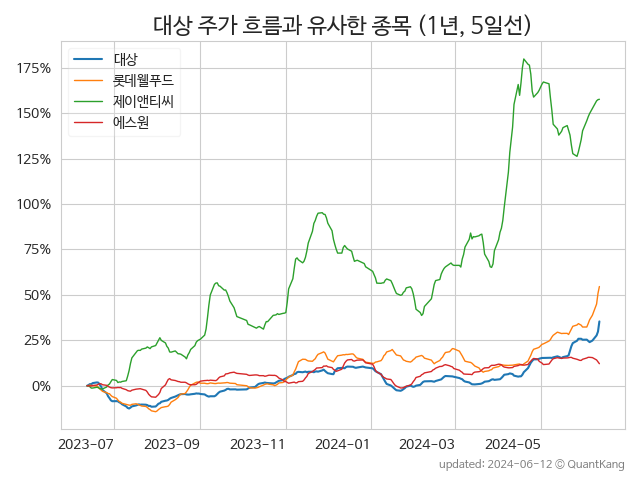 대상 주가 흐름과 유사한 종목 (1년, 5일선)
대상
롯데웰푸드
제이앤티씨
에스원
175%
150%
125%
100%
75%
50%
25%
0%
2023-07 2023-09 2023-11 2024-01 2024-03 2024-05
updated: 2024-06-12 © QuantKang